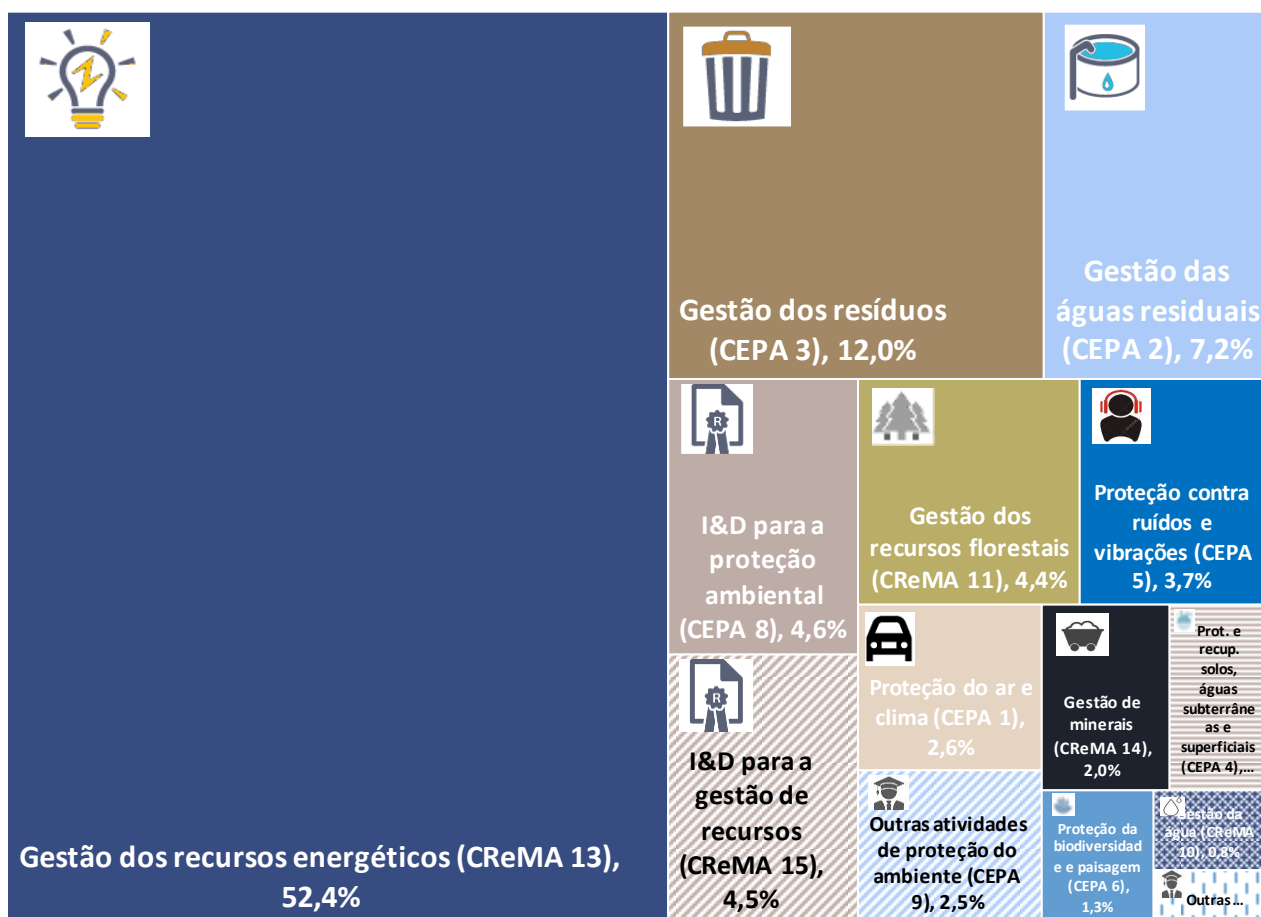 Gestão dos recursos energéticos (CReMA 13),
52,4%
Gestão dos resíduos
(CEPA 3), 12,0%
Gestão das
águas residuais
(CEPA 2), 7,2%
I&D para a
proteção
ambiental
(CEPA 8), 4,6%
Gestão dos
recursos florestais
(CReMA 11), 4,4%
Proteção contra
ruídos e
vibrações (CEPA
5), 3,7%
I&D para a
gestão de
recursos
(CReMA 15),
4,5%
Proteção do ar e
clima (CEPA 1),
2,6%
Gestão de
minerais
(CReMA 14),
2,0%
Prot. e
recup.
solos,
águas
subterrâne
as e
superficiais
(CEPA 4),...
Outras atividades
de proteção do
ambiente (CEPA
9), 2,5%
Proteção da
biodiversidad
e e paisagem
(CEPA 6),
1,3%
Gestão da
água (CReMA
10), 0,8%
Outras ...
R
R